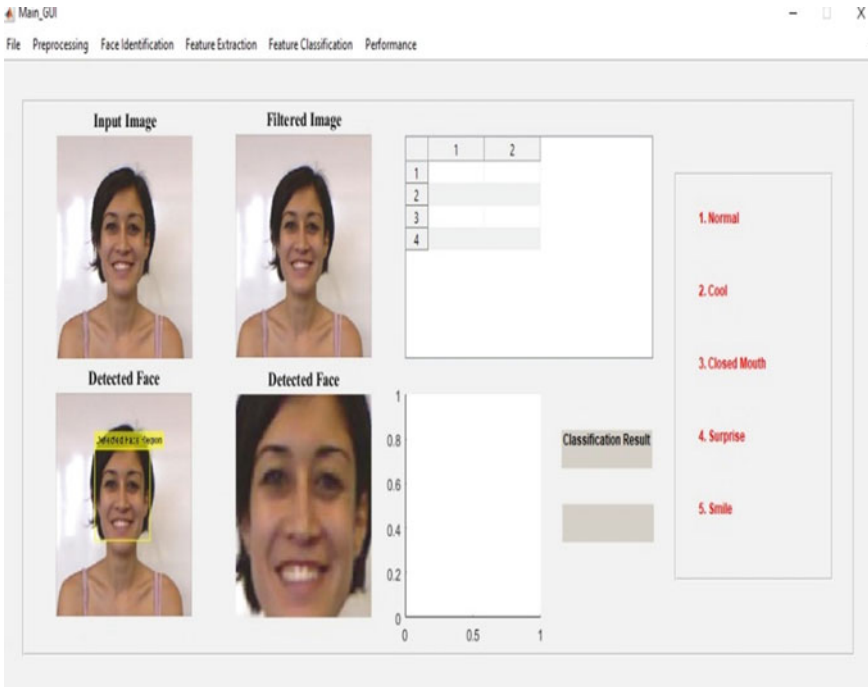 Main_GUI
File Preprocessing Face Identification Feature Extraction Feature Classification Performance
Input Image
Filtered Image
1 2
1
2
3
4
1. Normal
2. Cool
3. Closed Mouth
4. Surprise
5. Smile
Detected Face
Detected Face
Detected Face Region
1
0.8
0.6
0.4
0.2
0
0 0.5 1
Classification Result